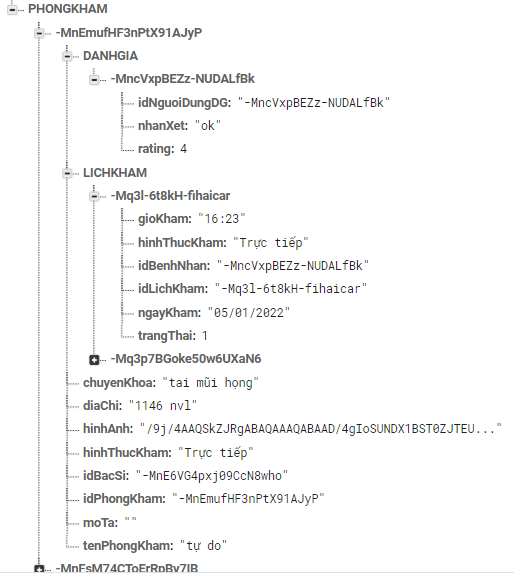 PHONGKHAM
-MnEmufHF3nPtX91AJyP
DANHGIA
-MncVxpBEZz-NUDALfBk
idNguoiDungDG: "-MncVxpBEZz-NUDALfBk"
nhanXet: "ok"
rating: 4
LICHKHAM
-Mq3l-6t8kH-fihaicar
gioKham: "16:23"
hinhThucKham: "Trực tiếp"
idBenhNhan: "-MncVxpBEZz-NUDALfBk"
idLichKham: "-Mq3l-6t8kH-fihaicar"
ngayKham: "05/01/2022"
trangThai: 1
-Mq3p7BGoke50w6UXaN6
chuyenKhoa: "tai mũi họng"
diaChi: "1146 nvl"
hinhAnh: "/9j/4AAQSkZJRgABAQAAAQABAAD/4gIoSUNDX1BST0ZJTEU..."
hinhThucKham: "Trực tiếp"
idBacSi: "-MnE6VG4pxj09CcN8who"
idPhongKham: "-MnEmufHF3nPtX91AJyP"
moTa: ""
tenPhongKham: "tự do"
-MnFsM74CToErRpBy7lB